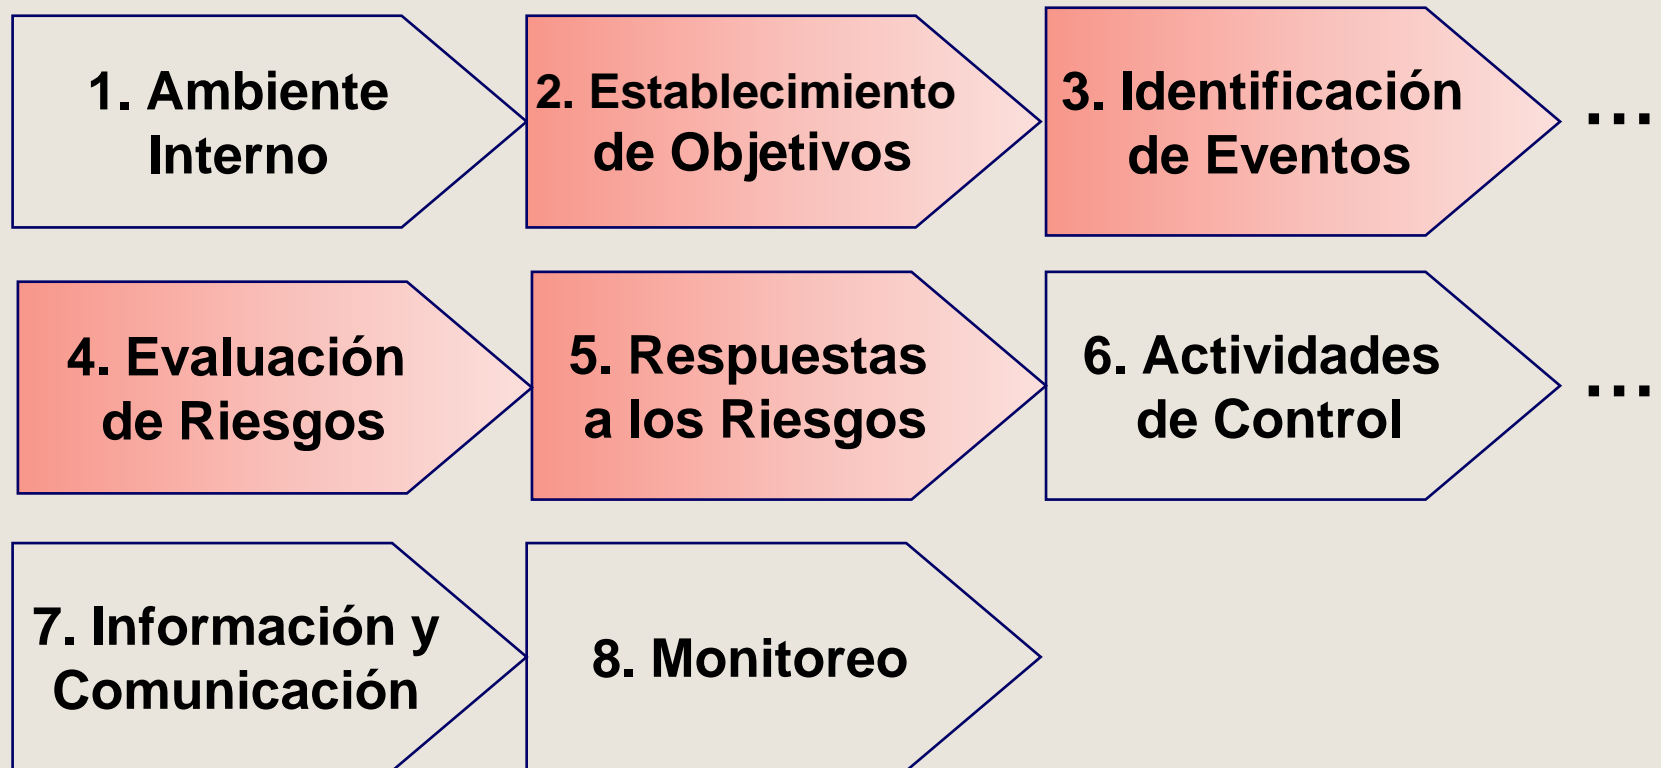 1. Ambiente
Interno
2. Establecimiento
de Objetivos
3. Identificación
de Eventos
...
4. Evaluación
de Riesgos
5. Respuestas
a los Riesgos
6. Actividades
de Control
...
7. Información y
Comunicación
8. Monitoreo